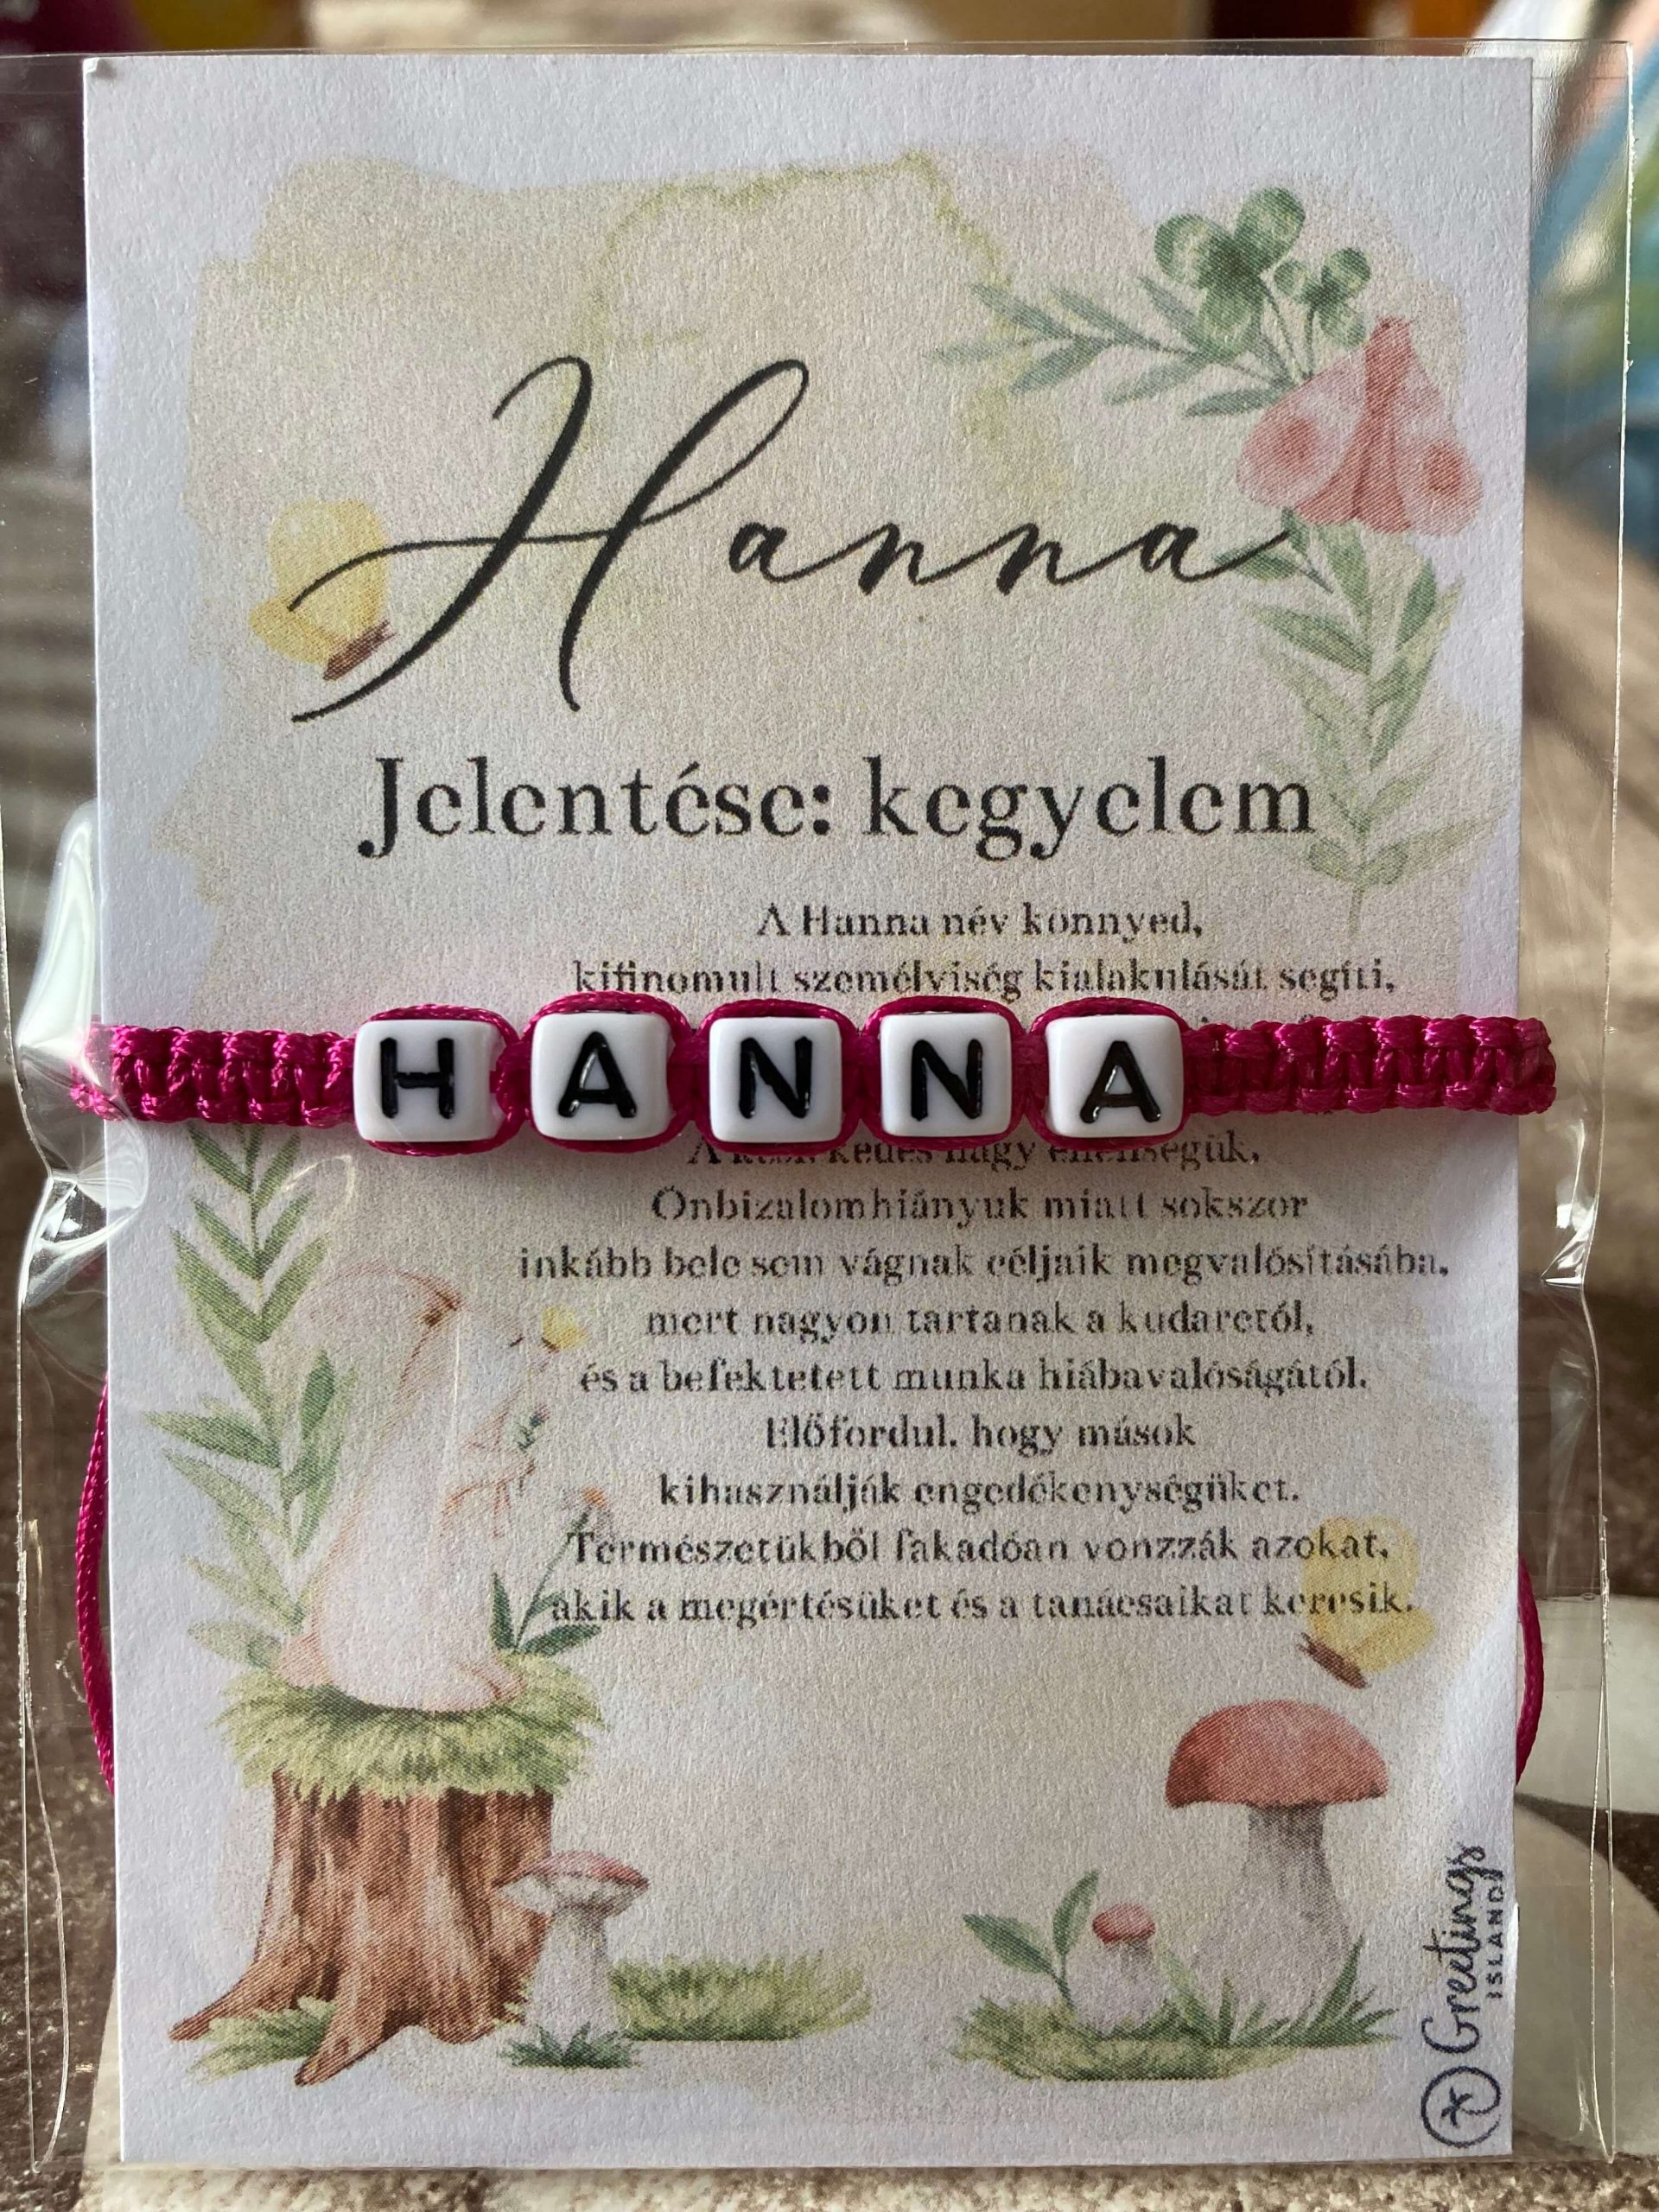 Hanna
Jelentése: kegyelem
A Hanna név könnyed,
kifinomult személyiség kialakulását segíti,
HANNA
nagy ellenségük.
Önbizalomhiányuk miatt sokszor
inkább bele sem vágnak céljaik megvalósításába,
mert nagyon tartanak a kudarctól,
és a befektetett munka hiábavalóságától.
Előfordul, hogy mások
kihasználják engedékenységüket.
Természetükből fakadóan vonzzák azokat,
akik a megértésüket és a tanácsaikat keresik.
Greetings
ISLAND